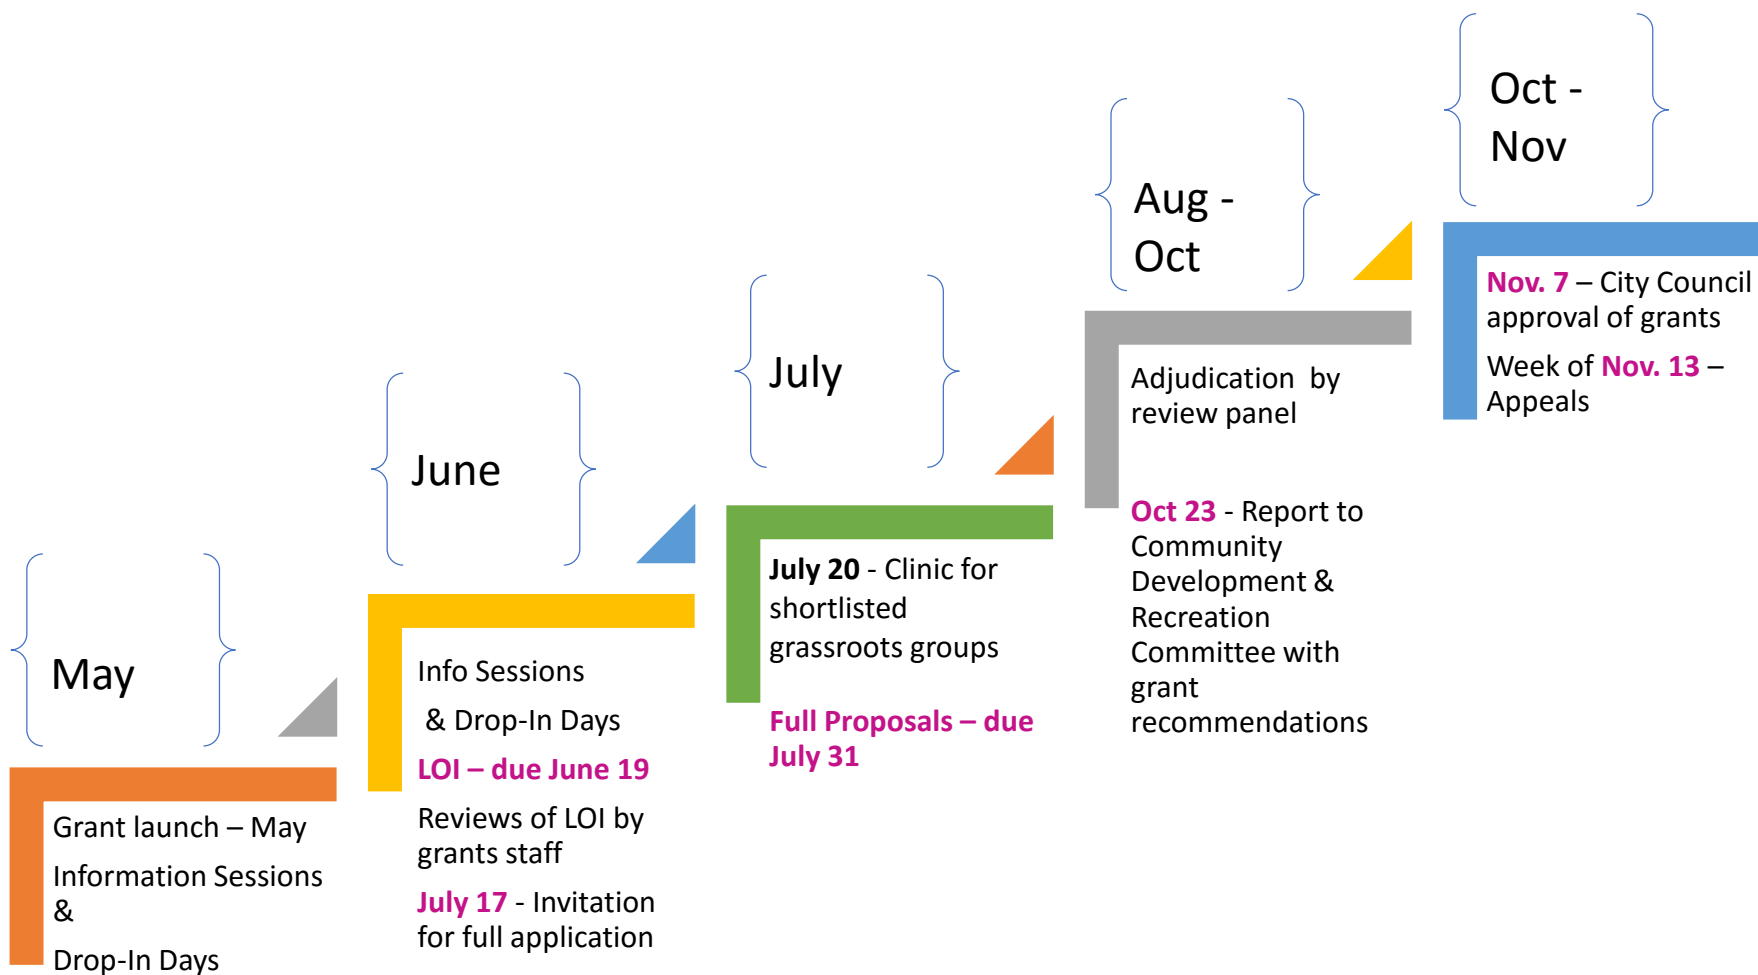 May
Grant launch – May
Information Sessions
&
Drop-In Days
June
Info Sessions
& Drop-In Days
LOI – due June 19
Reviews of LOI by
grants staff
July 17 - Invitation
for full application
July
July 20 - Clinic for
shortlisted
grassroots groups
Full Proposals – due
July 31
Aug -
Oct
Adjudication by
review panel
Oct 23 - Report to
Community
Development &
Recreation
Committee with
grant
recommendations
Oct -
Nov
Nov. 7 – City Council
approval of grants
Week of Nov. 13 –
Appeals